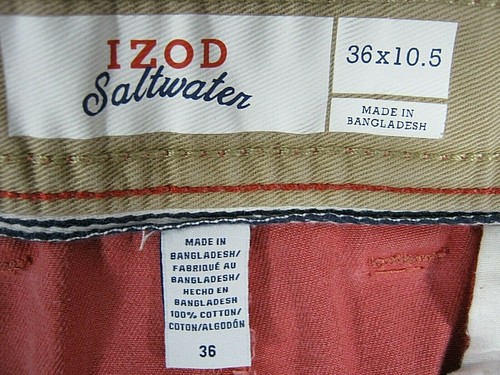 IZOD
Saltwater
36x10.5
MADE IN
BANGLADESH
MADE IN
BANGLADESH/
FABRIQUÉ AU
BANGLADESH/
HECHO EN
BANGLADESH
100% COTTON/
COTON/ALGODÓN
36